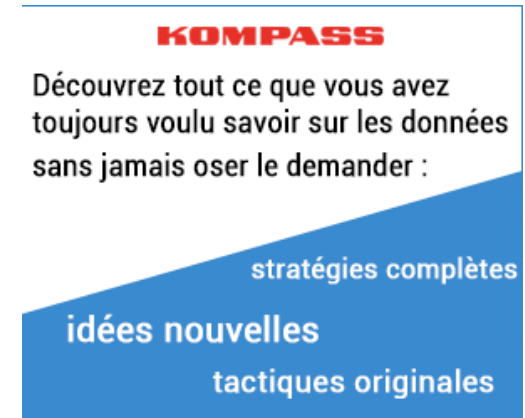 KOMPASS
Découvrez tout ce que vous avez
toujours voulu savoir sur les données
sans jamais oser le demander :
stratégies complètes
idées nouvelles
tactiques originales